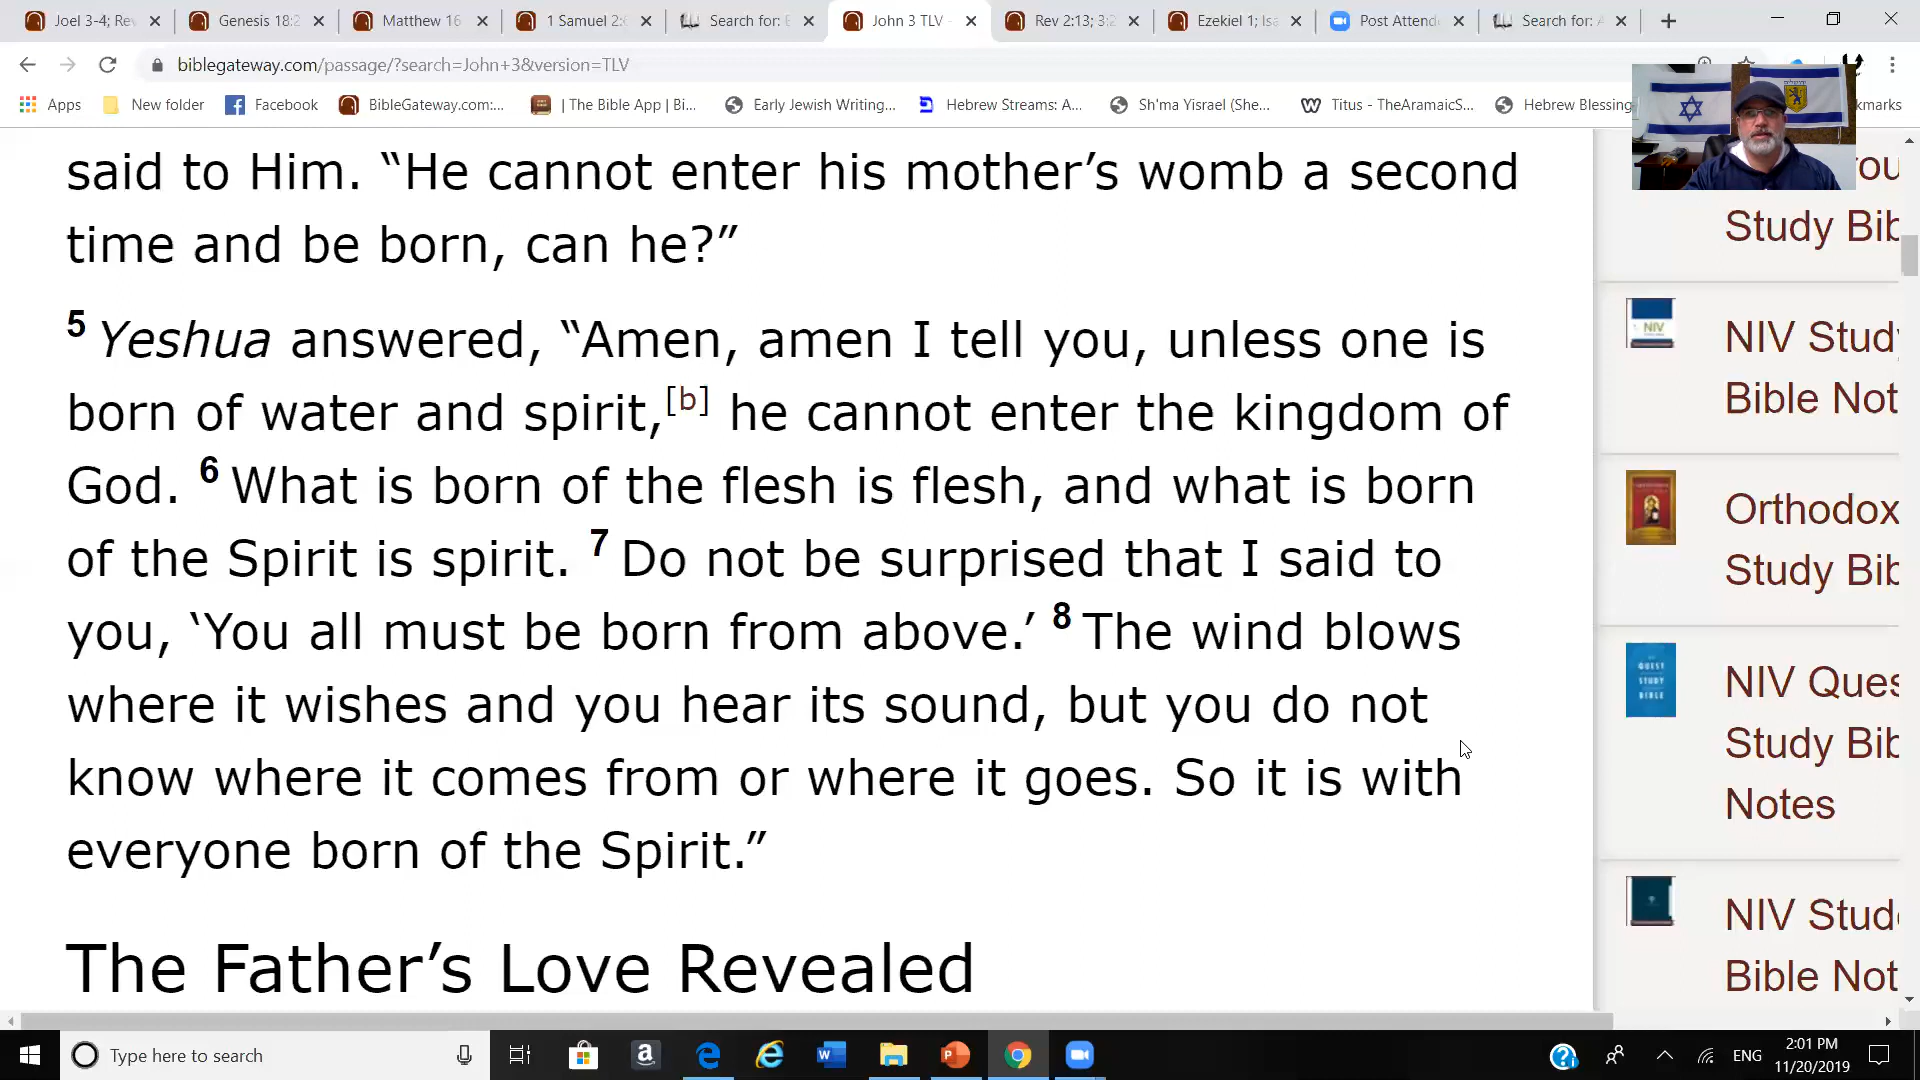 Joel 3-4; Rev
Genesis 18:2
Matthew 16
1 Samuel 2:
Search for:
John 3 TLV -
Rev 2:13; 3:2
Ezekiel 1; Isa
Post Attende
Search for:
biblegateway.com/passage/?search=John+3&version=TLV
Apps
New folder
Facebook
BibleGateway.com:...
| The Bible App | Bi...
Early Jewish Writing...
Hebrew Streams: A...
Sh'ma Yisrael (She...
Titus - TheAramaicS...
Hebrew Blessing
kmarks
said to Him. “He cannot enter his mother’s womb a second
time and be born, can he?”
5 Yeshua answered, “Amen, amen I tell you, unless one is
born of water and spirit,[b] he cannot enter the kingdom of
God. 6 What is born of the flesh is flesh, and what is born
of the Spirit is spirit. 7 Do not be surprised that I said to
you, ‘You all must be born from above.’ 8 The wind blows
where it wishes and you hear its sound, but you do not
know where it comes from or where it goes. So it is with
everyone born of the Spirit.”
The Father’s Love Revealed
rou
Study Bib
NIV
NIV Study
Bible Not
Orthodox
Study Bib
QUEST
STUDY
BIBLE
NIV Ques
Study Bib
Notes
NIV Stude
Bible Not
Type here to search
ENG
2:01 PM
11/20/2019